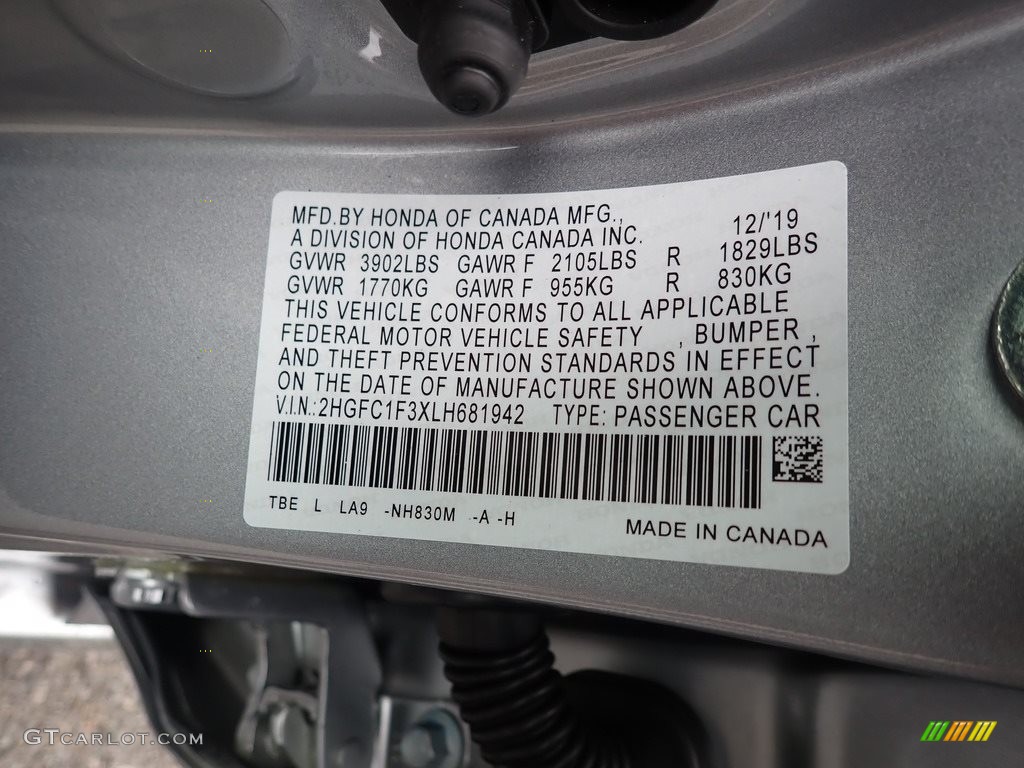 MFD.BY HONDA OF CANADA MFG.,
A DIVISION OF HONDA CANADA INC. 12/'19
GVWR 3902LBS GAWR F 2105LBS R 1829LBS
GVWR 1770KG GAWR F 955KG R 830KG
THIS VEHICLE CONFORMS TO ALL APPLICABLE
FEDERAL MOTOR VEHICLE SAFETY , BUMPER ,
AND THEFT PREVENTION STANDARDS IN EFFECT
ON THE DATE OF MANUFACTURE SHOWN ABOVE.
V.I.N.:2HGFC1F3XLH681942 TYPE: PASSENGER CAR
TBE L LA9 -NH830M -A -H
MADE IN CANADA
GTCARLOT.COM